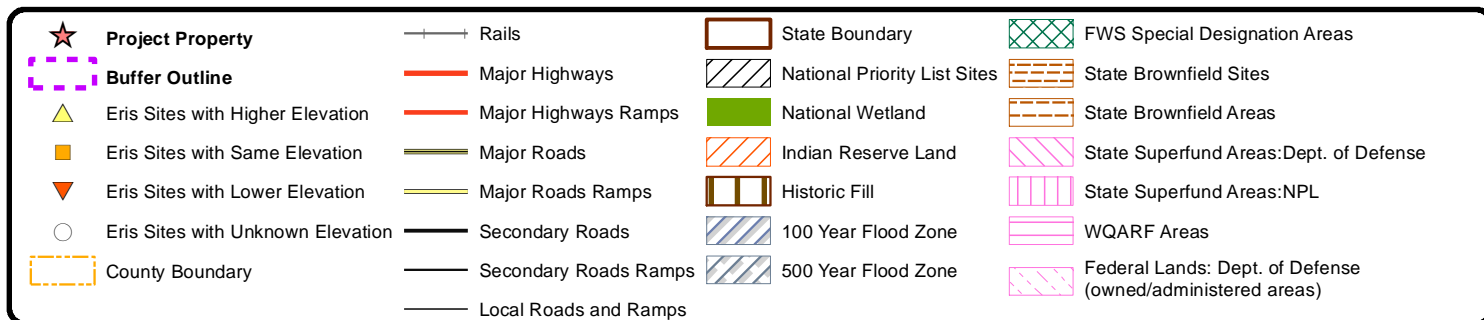 Project Property
Buffer Outline
Eris Sites with Higher Elevation
Eris Sites with Same Elevation
Eris Sites with Lower Elevation
Eris Sites with Unknown Elevation
County Boundary
Rails
Major Highways
Major Highways Ramps
Major Roads
Major Roads Ramps
Secondary Roads
Secondary Roads Ramps
Local Roads and Ramps
State Boundary
National Priority List Sites
National Wetland
Indian Reserve Land
Historic Fill
100 Year Flood Zone
500 Year Flood Zone
FWS Special Designation Areas
State Brownfield Sites
State Brownfield Areas
State Superfund Areas:Dept. of Defense
State Superfund Areas:NPL
WQARF Areas
Federal Lands: Dept. of Defense
(owned/administered areas)